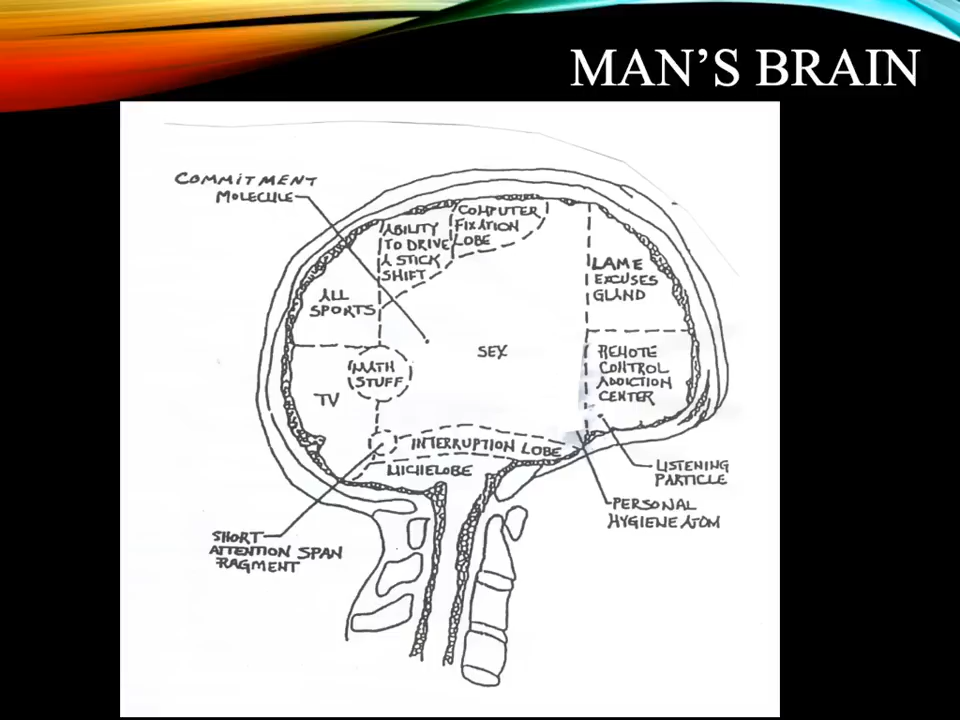 MAN'S BRAIN
COMMITMENT
MOLECULE
ABILITY
TO DRIVE
A STICK
SHIFT
COMPUTER
FIXATION
LOBE
LAME
EXCUSES
GLAND
ALL
SPORTS
SEX
MATH
STUFF
TV
REMOTE
CONTROL
ADDICTION
CENTER
INTERRUPTION LOBE
MICHELOBE
LISTENING
PARTICLE
PERSONAL
HYGIENE ATOM
SHORT
ATTENTION SPAN
FRAGMENT